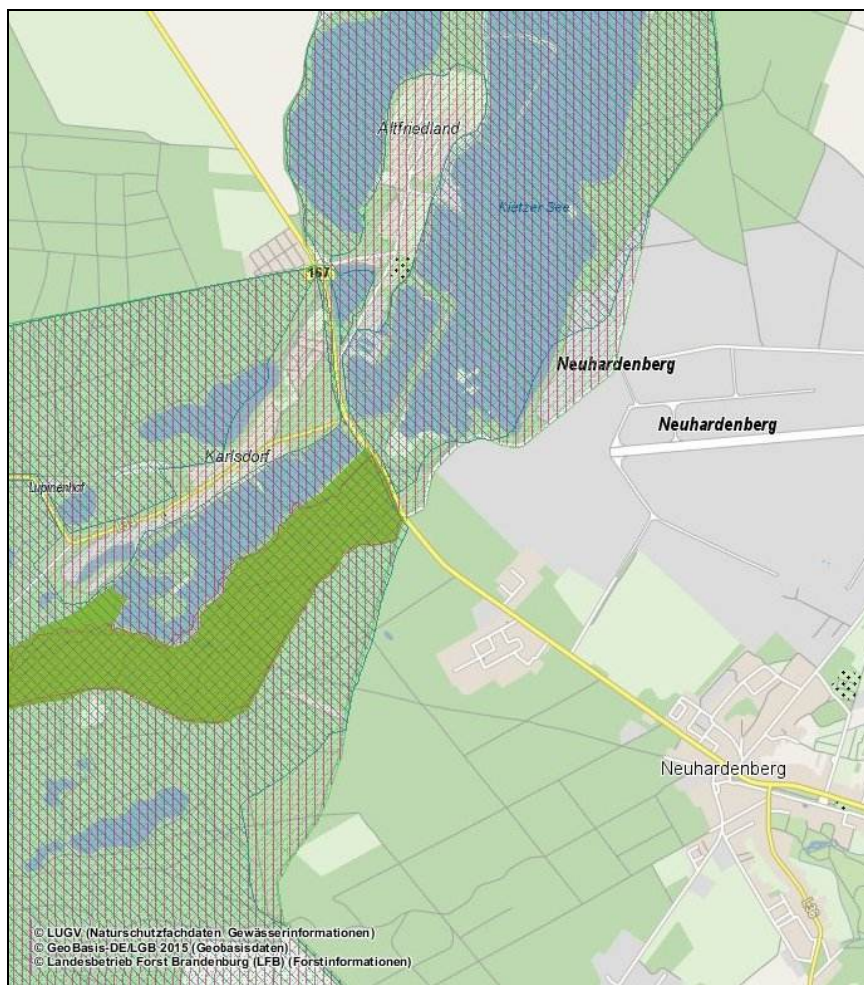 Altfriedland
Kietzer See
167
Neuhardenberg
Neuhardenberg
Karlsdorf
Lupinenhof
Neuhardenberg
© LUGV (Naturschutzfachdaten Gewässerinformationen)
© GeoBasis-DE/LGB 2015 (Geobasisdaten)
© Landesbetrieb Forst Brandenburg (LFB) (Forstinformationen)